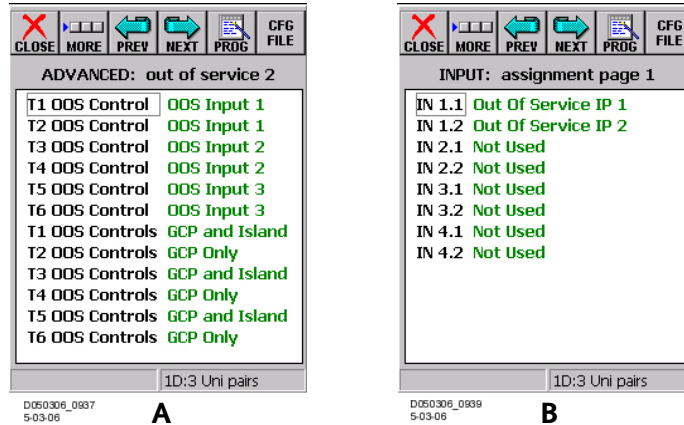 CLOSE MORE PREV NEXT PROG CFG FILE
ADVANCED: out of service 2
T1 OOS Control OOS Input 1
T2 OOS Control OOS Input 1
T3 OOS Control OOS Input 2
T4 OOS Control OOS Input 2
T5 OOS Control OOS Input 3
T6 OOS Control OOS Input 3
T1 OOS Controls GCP and Island
T2 OOS Controls GCP Only
T3 OOS Controls GCP and Island
T4 OOS Controls GCP Only
T5 OOS Controls GCP and Island
T6 OOS Controls GCP Only
1D:3 Uni pairs
D050306_0937
5-03-06
A
CLOSE MORE PREV NEXT PROG CFG FILE
INPUT: assignment page 1
IN 1.1 Out Of Service IP 1
IN 1.2 Out Of Service IP 2
IN 2.1 Not Used
IN 2.2 Not Used
IN 3.1 Not Used
IN 3.2 Not Used
IN 4.1 Not Used
IN 4.2 Not Used
1D:3 Uni pairs
D050306_0939
5-03-06
B